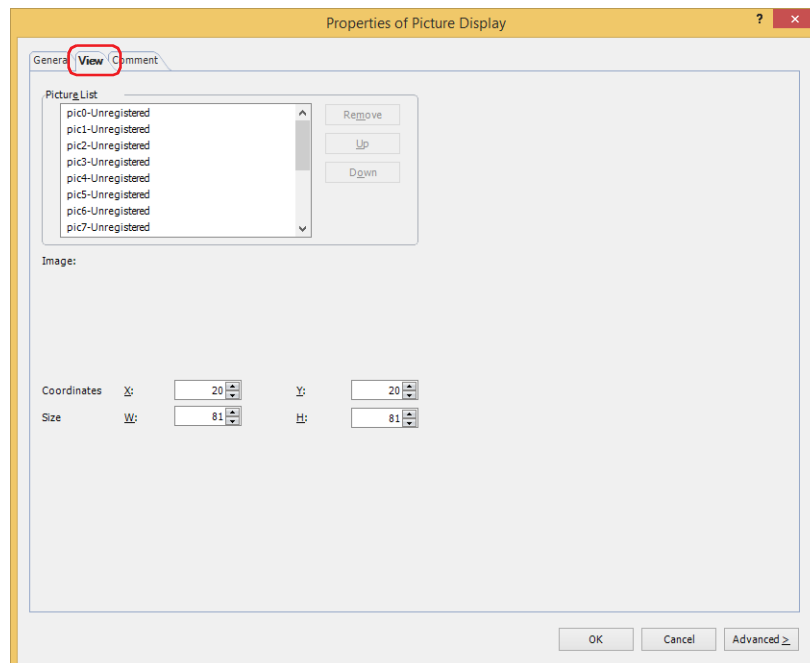 Properties of Picture Display
? ×
General View Comment
Picture List
pic0-Unregistered
pic1-Unregistered
pic2-Unregistered
pic3-Unregistered
pic4-Unregistered
pic5-Unregistered
pic6-Unregistered
pic7-Unregistered
Remove
Up
Down
Image:
Coordinates X: 20 Y: 20
Size W: 81 H: 81
OK Cancel Advanced >